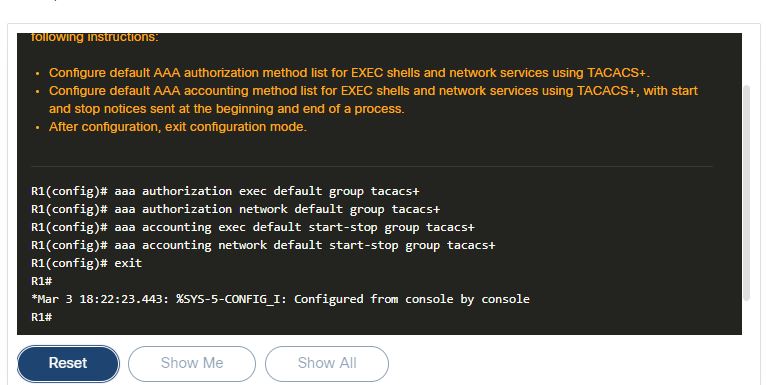 following instructions:
• Configure default AAA authorization method list for EXEC shells and network services using TACACS+.
• Configure default AAA accounting method list for EXEC shells and network services using TACACS+, with start
and stop notices sent at the beginning and end of a process.
• After configuration, exit configuration mode.
R1(config)# aaa authorization exec default group tacacs+
R1(config)# aaa authorization network default group tacacs+
R1(config)# aaa accounting exec default start-stop group tacacs+
R1(config)# aaa accounting network default start-stop group tacacs+
R1(config)# exit
R1#
*Mar 3 18:22:23.443: %SYS-5-CONFIG_I: Configured from console by console
R1#
Reset Show Me Show All